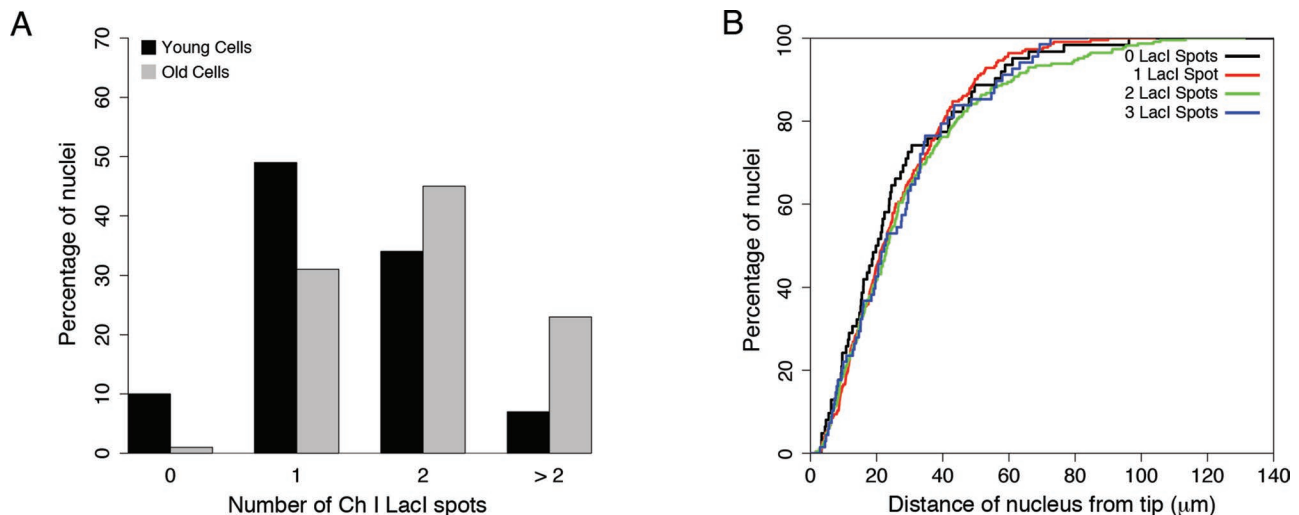 A
Percentage of nuclei
70
60
50
40
30
20
10
0
Young Cells
Old Cells
0
1
2
> 2
Number of Ch I LacI spots
B
Percentage of nuclei
100
80
60
40
20
0
0 LacI Spots
1 LacI Spot
2 LacI Spots
3 LacI Spots
0
20
40
60
80
100
120
140
Distance of nucleus from tip (μm)